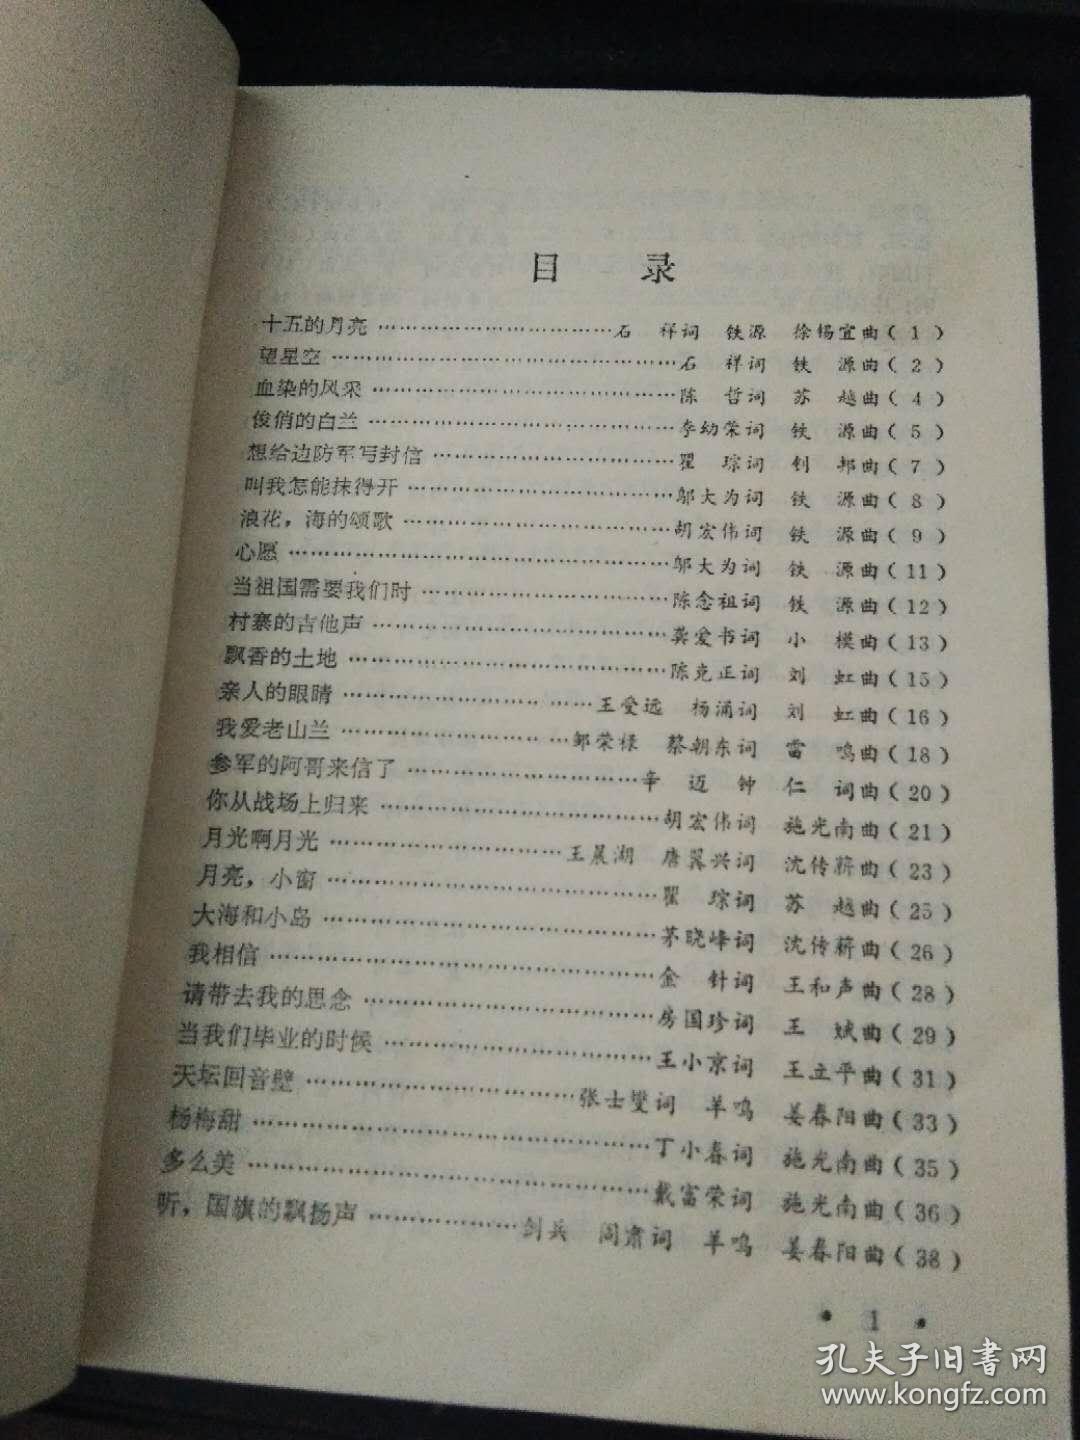 目 录
十五的月亮 …………………………… 石 祥词 铁源 徐锡宜曲 ( 1 )
望星空 …………………………………… 石 祥词 铁 源曲 ( 2 )
血染的风采 ……………………………… 陈 哲词 苏 越曲 ( 4 )
俊俏的白兰 ……………………………… 李幼荣词 铁 源曲 ( 5 )
想给边防军写封信 ……………………… 瞿 琮词 钊 邦曲 ( 7 )
叫我怎能抹得开 ………………………… 邬大为词 铁 源曲 ( 8 )
浪花，海的颂歌 ………………………… 胡宏伟词 铁 源曲 ( 9 )
心愿 ……………………………………… 邬大为词 铁 源曲 (11)
当祖国需要我们时 ……………………… 陈念祖词 铁 源曲 (12)
村寨的吉他声 …………………………… 龚爱书词 小 模曲 (13)
飘香的土地 ……………………………… 陈克正词 刘 虹曲 (15)
亲人的眼睛 ……………………… 王受远 杨涌词 刘 虹曲 (16)
我爱老山兰 …………………… 邹荣禄 蔡朝东词 雷 鸣曲 (18)
参军的阿哥来信了 ……………………… 辛 迈 钟 仁 词曲 (20)
你从战场上归来 ………………………… 胡宏伟词 施光南曲 (21)
月光啊月光 …………………… 王晨湖 唐冀兴词 沈传薪曲 (23)
月亮，小窗 ……………………………… 瞿 琮词 苏 越曲 (25)
大海和小岛 ……………………………… 茅晓峰词 沈传薪曲 (26)
我相信 …………………………………… 金 针词 王和声曲 (28)
请带去我的思念 ………………………… 房国珍词 王 斌曲 (29)
当我们毕业的时候 ……………………… 王小京词 王立平曲 (31)
天坛回音壁 ……………………… 张士燮词 羊鸣 姜春阳曲 (33)
杨梅甜 …………………………………… 丁小春词 施光南曲 (35)
多么美 …………………………………… 戴富荣词 施光南曲 (36)
听，国旗的飘扬声 ……………… 剑兵 阎肃词 羊鸣 姜春阳曲 (38)
• 1 •
孔夫子旧書网
www.kongfz.com